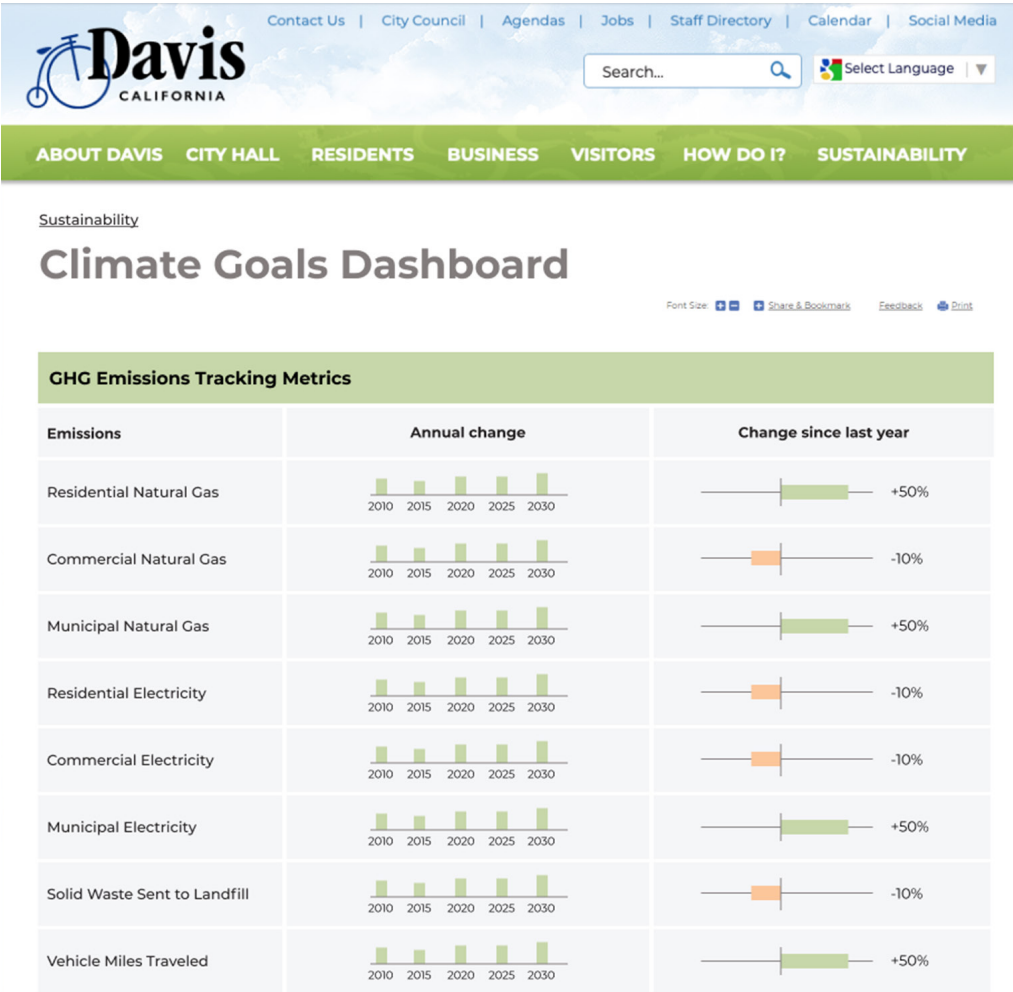 Contact Us | City Council | Agendas | Jobs | Staff Directory | Calendar | Social Media
Davis
CALIFORNIA
Search...
Select Language | ▼
ABOUT DAVIS CITY HALL RESIDENTS BUSINESS VISITORS HOW DO I? SUSTAINABILITY
Sustainability
Climate Goals Dashboard
Font Size: Share & Bookmark Feedback Print
GHG Emissions Tracking Metrics
Emissions Annual change Change since last year
Residential Natural Gas +50%
2010 2015 2020 2025 2030
Commercial Natural Gas -10%
2010 2015 2020 2025 2030
Municipal Natural Gas +50%
2010 2015 2020 2025 2030
Residential Electricity -10%
2010 2015 2020 2025 2030
Commercial Electricity -10%
2010 2015 2020 2025 2030
Municipal Electricity +50%
2010 2015 2020 2025 2030
Solid Waste Sent to Landfill -10%
2010 2015 2020 2025 2030
Vehicle Miles Traveled +50%
2010 2015 2020 2025 2030